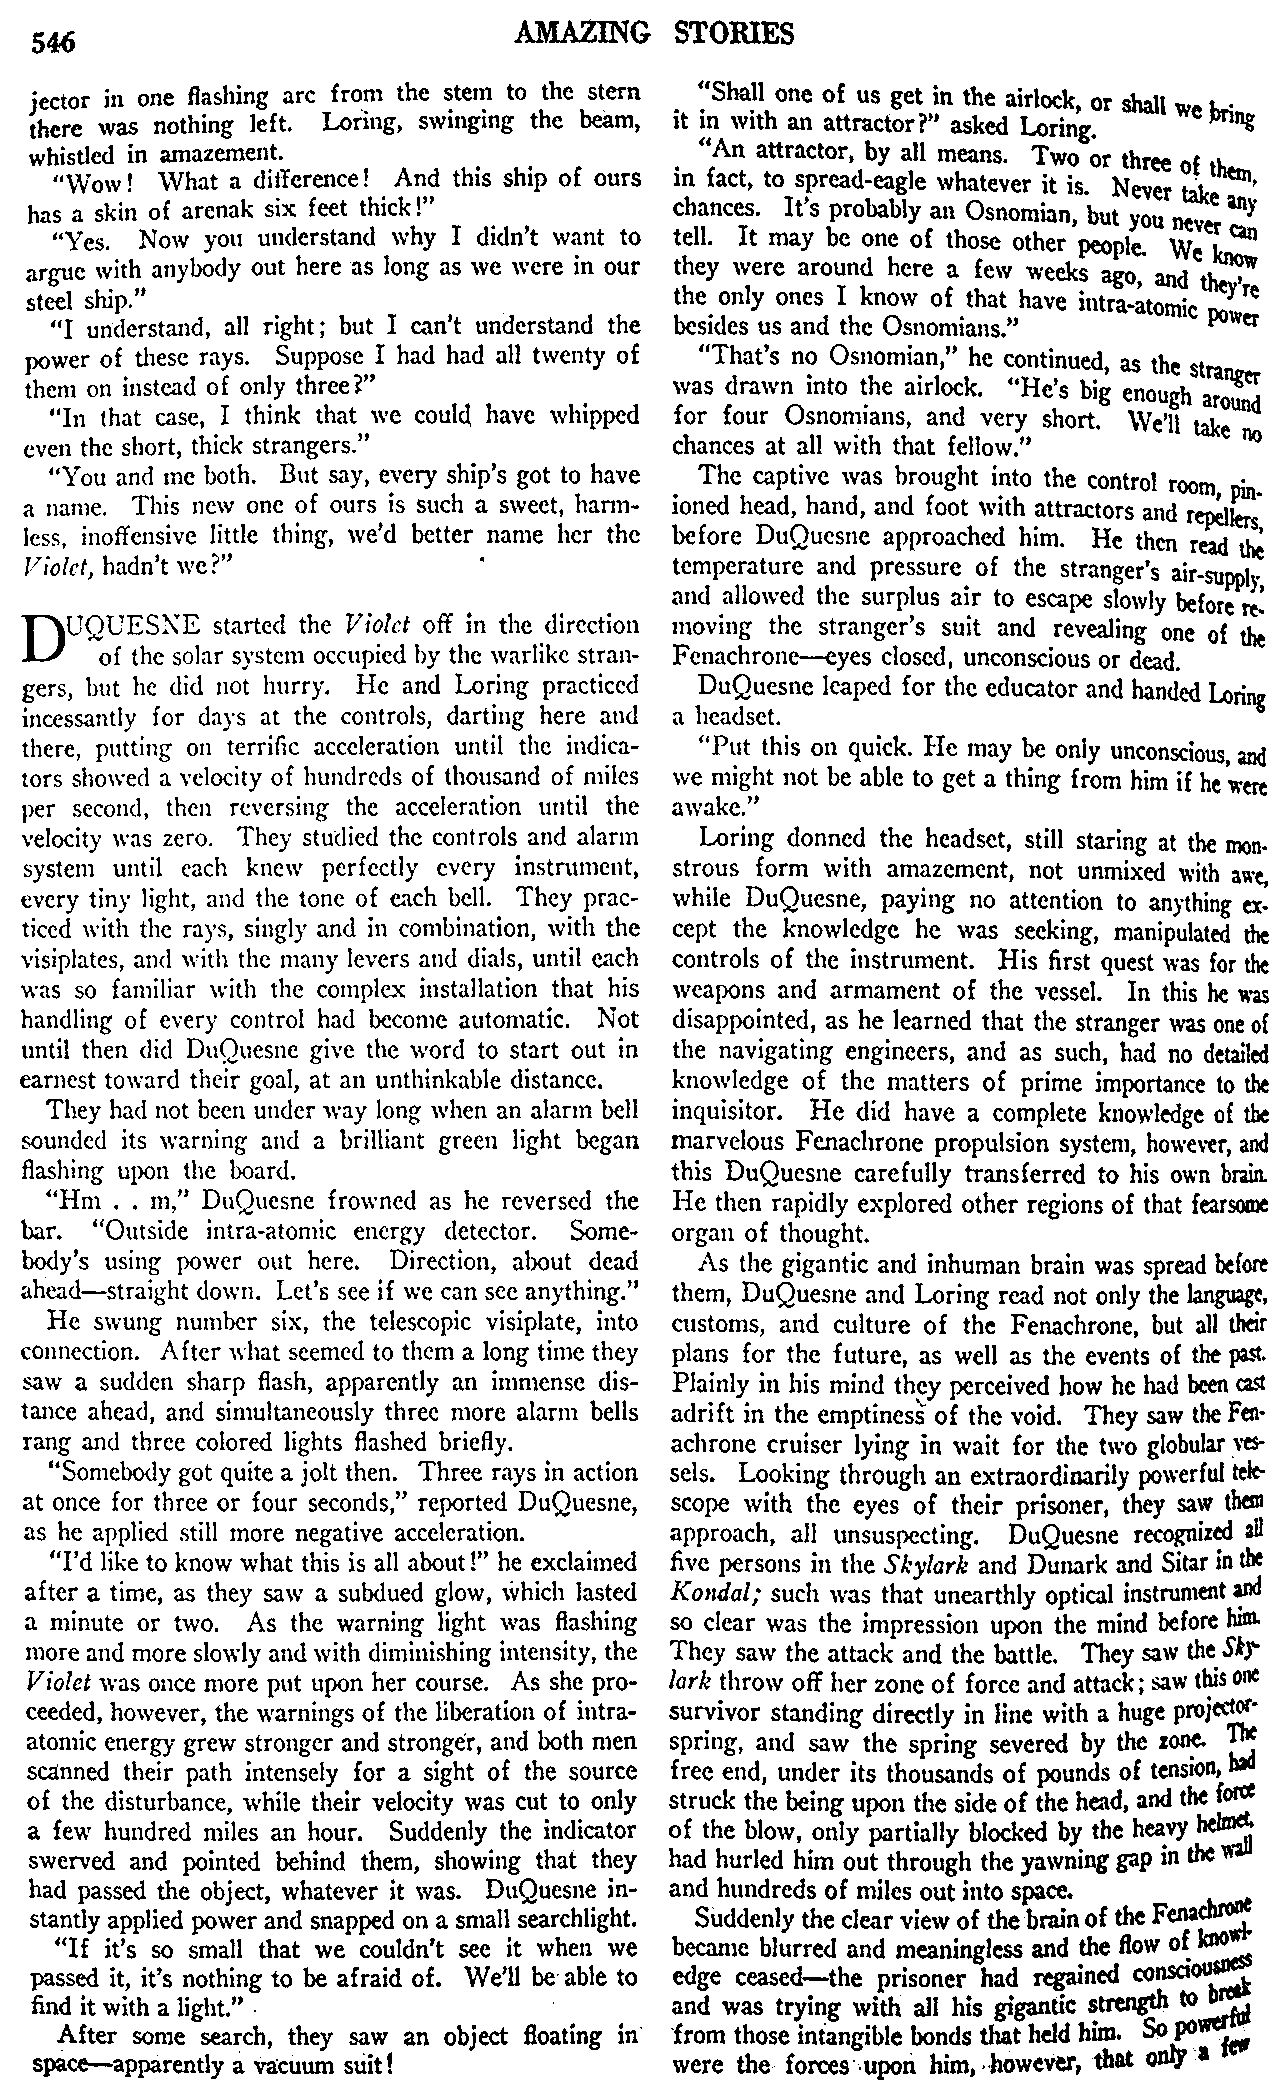 546
AMAZING STORIES
jector in one flashing arc from the stem to the stern
there was nothing left. Loring, swinging the beam,
whistled in amazement.
"Wow! What a difference! And this ship of ours
has a skin of arenak six feet thick!"
"Yes. Now you understand why I didn't want to
argue with anybody out here as long as we were in our
steel ship."
"I understand, all right; but I can't understand the
power of these rays. Suppose I had had all twenty of
them on instead of only three?"
"In that case, I think that we could have whipped
even the short, thick strangers."
"You and me both. But say, every ship's got to have
a name. This new one of ours is such a sweet, harm-
less, inoffensive little thing, we'd better name her the
Violet, hadn't we?"
DUQUESNE started the Violet off in the direction
of the solar system occupied by the warlike stran-
gers, but he did not hurry. He and Loring practiced
incessantly for days at the controls, darting here and
there, putting on terrific acceleration until the indica-
tors showed a velocity of hundreds of thousand of miles
per second, then reversing the acceleration until the
velocity was zero. They studied the controls and alarm
system until each knew perfectly every instrument,
every tiny light, and the tone of each bell. They prac-
ticed with the rays, singly and in combination, with the
visiplates, and with the many levers and dials, until each
was so familiar with the complex installation that his
handling of every control had become automatic. Not
until then did DuQuesne give the word to start out in
earnest toward their goal, at an unthinkable distance.
They had not been under way long when an alarm bell
sounded its warning and a brilliant green light began
flashing upon the board.
"Hm . . m," DuQuesne frowned as he reversed the
bar. "Outside intra-atomic energy detector. Some-
body's using power out here. Direction, about dead
ahead—straight down. Let's see if we can see anything."
He swung number six, the telescopic visiplate, into
connection. After what seemed to them a long time they
saw a sudden sharp flash, apparently an immense dis-
tance ahead, and simultaneously three more alarm bells
rang and three colored lights flashed briefly.
"Somebody got quite a jolt then. Three rays in action
at once for three or four seconds," reported DuQuesne,
as he applied still more negative acceleration.
"I'd like to know what this is all about!" he exclaimed
after a time, as they saw a subdued glow, which lasted
a minute or two. As the warning light was flashing
more and more slowly and with diminishing intensity, the
Violet was once more put upon her course. As she pro-
ceeded, however, the warnings of the liberation of intra-
atomic energy grew stronger and stronger, and both men
scanned their path intensely for a sight of the source
of the disturbance, while their velocity was cut to only
a few hundred miles an hour. Suddenly the indicator
swerved and pointed behind them, showing that they
had passed the object, whatever it was. DuQuesne in-
stantly applied power and snapped on a small searchlight.
"If it's so small that we couldn't see it when we
passed it, it's nothing to be afraid of. We'll be able to
find it with a light."
After some search, they saw an object floating in
space—apparently a vacuum suit!
"Shall one of us get in the airlock, or shall we bring
it in with an attractor?" asked Loring.
"An attractor, by all means. Two or three of them,
in fact, to spread-eagle whatever it is. Never take any
chances. It's probably an Osnomian, but you never can
tell. It may be one of those other people. We know
they were around here a few weeks ago, and they're
the only ones I know of that have intra-atomic power
besides us and the Osnomians."
"That's no Osnomian," he continued, as the stranger
was drawn into the airlock. "He's big enough around
for four Osnomians, and very short. We'll take no
chances at all with that fellow."
The captive was brought into the control room, pin-
ioned head, hand, and foot with attractors and repellers,
before DuQuesne approached him. He then read the
temperature and pressure of the stranger's air-supply,
and allowed the surplus air to escape slowly before re-
moving the stranger's suit and revealing one of the
Fenachrone—eyes closed, unconscious or dead.
DuQuesne leaped for the educator and handed Loring
a headset.
"Put this on quick. He may be only unconscious, and
we might not be able to get a thing from him if he were
awake."
Loring donned the headset, still staring at the mon-
strous form with amazement, not unmixed with awe,
while DuQuesne, paying no attention to anything ex-
cept the knowledge he was seeking, manipulated the
controls of the instrument. His first quest was for the
weapons and armament of the vessel. In this he was
disappointed, as he learned that the stranger was one of
the navigating engineers, and as such, had no detailed
knowledge of the matters of prime importance to the
inquisitor. He did have a complete knowledge of the
marvelous Fenachrone propulsion system, however, and
this DuQuesne carefully transferred to his own brain.
He then rapidly explored other regions of that fearsome
organ of thought.
As the gigantic and inhuman brain was spread before
them, DuQuesne and Loring read not only the language,
customs, and culture of the Fenachrone, but all their
plans for the future, as well as the events of the past.
Plainly in his mind they perceived how he had been cast
adrift in the emptiness of the void. They saw the Fen-
achrone cruiser lying in wait for the two globular ves-
sels. Looking through an extraordinarily powerful tele-
scope with the eyes of their prisoner, they saw them
approach, all unsuspecting. DuQuesne recognized all
five persons in the Skylark and Dunark and Sitar in the
Kondal; such was that unearthly optical instrument and
so clear was the impression upon the mind before him.
They saw the attack and the battle. They saw the Sky-
lark throw off her zone of force and attack; saw this one
survivor standing directly in line with a huge projector-
spring, and saw the spring severed by the zone. The
free end, under its thousands of pounds of tension, had
struck the being upon the side of the head, and the force
of the blow, only partially blocked by the heavy helmet,
had hurled him out through the yawning gap in the wall
and hundreds of miles out into space.
Suddenly the clear view of the brain of the Fenachrone
became blurred and meaningless and the flow of knowl-
edge ceased—the prisoner had regained consciousness
and was trying with all his gigantic strength to break
from those intangible bonds that held him. So powerful
were the forces upon him, however, that only a few